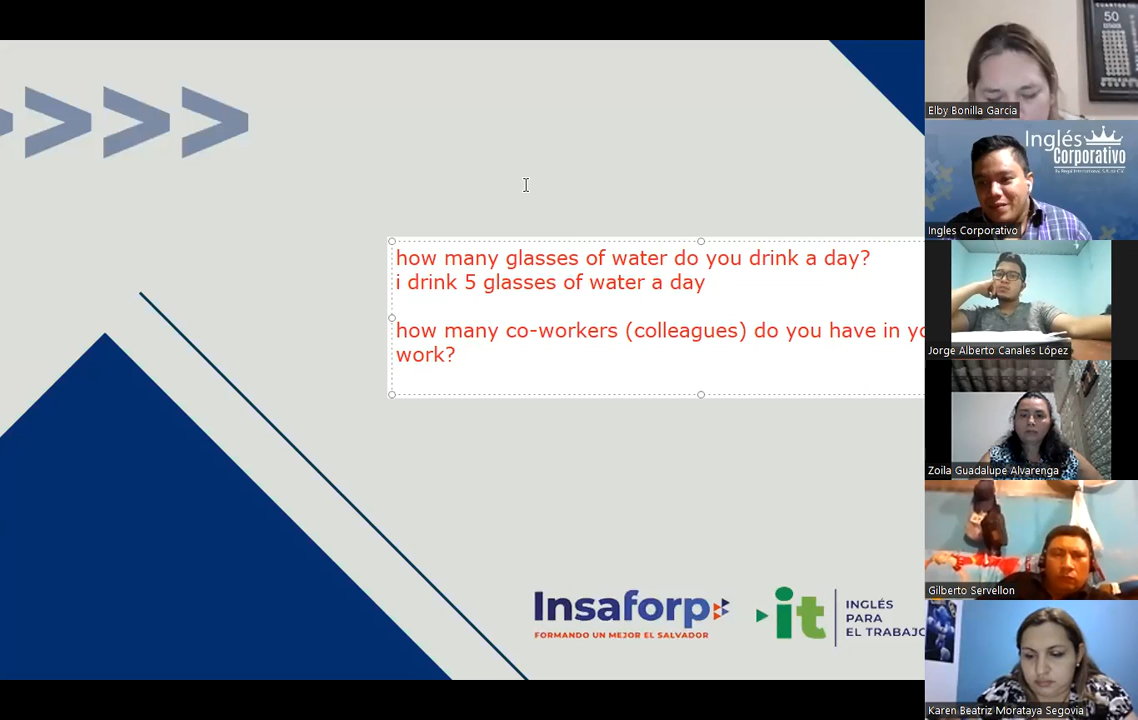 how many glasses of water do you drink a day?
i drink 5 glasses of water a day
how many co-workers (colleagues) do you have in yo
work?
Insaforp
FORMANDO UN MEJOR EL SALVADOR
it
INGLÉS
PARA
EL TRABAJO
50
Elby Bonilla Garcia
Inglés
Corporativo
Ingles Corporativo
Jorge Alberto Canales López
Zoila Guadalupe Alvarenga
Gilberto Servellon
Karen Beatriz Morataya Segovia